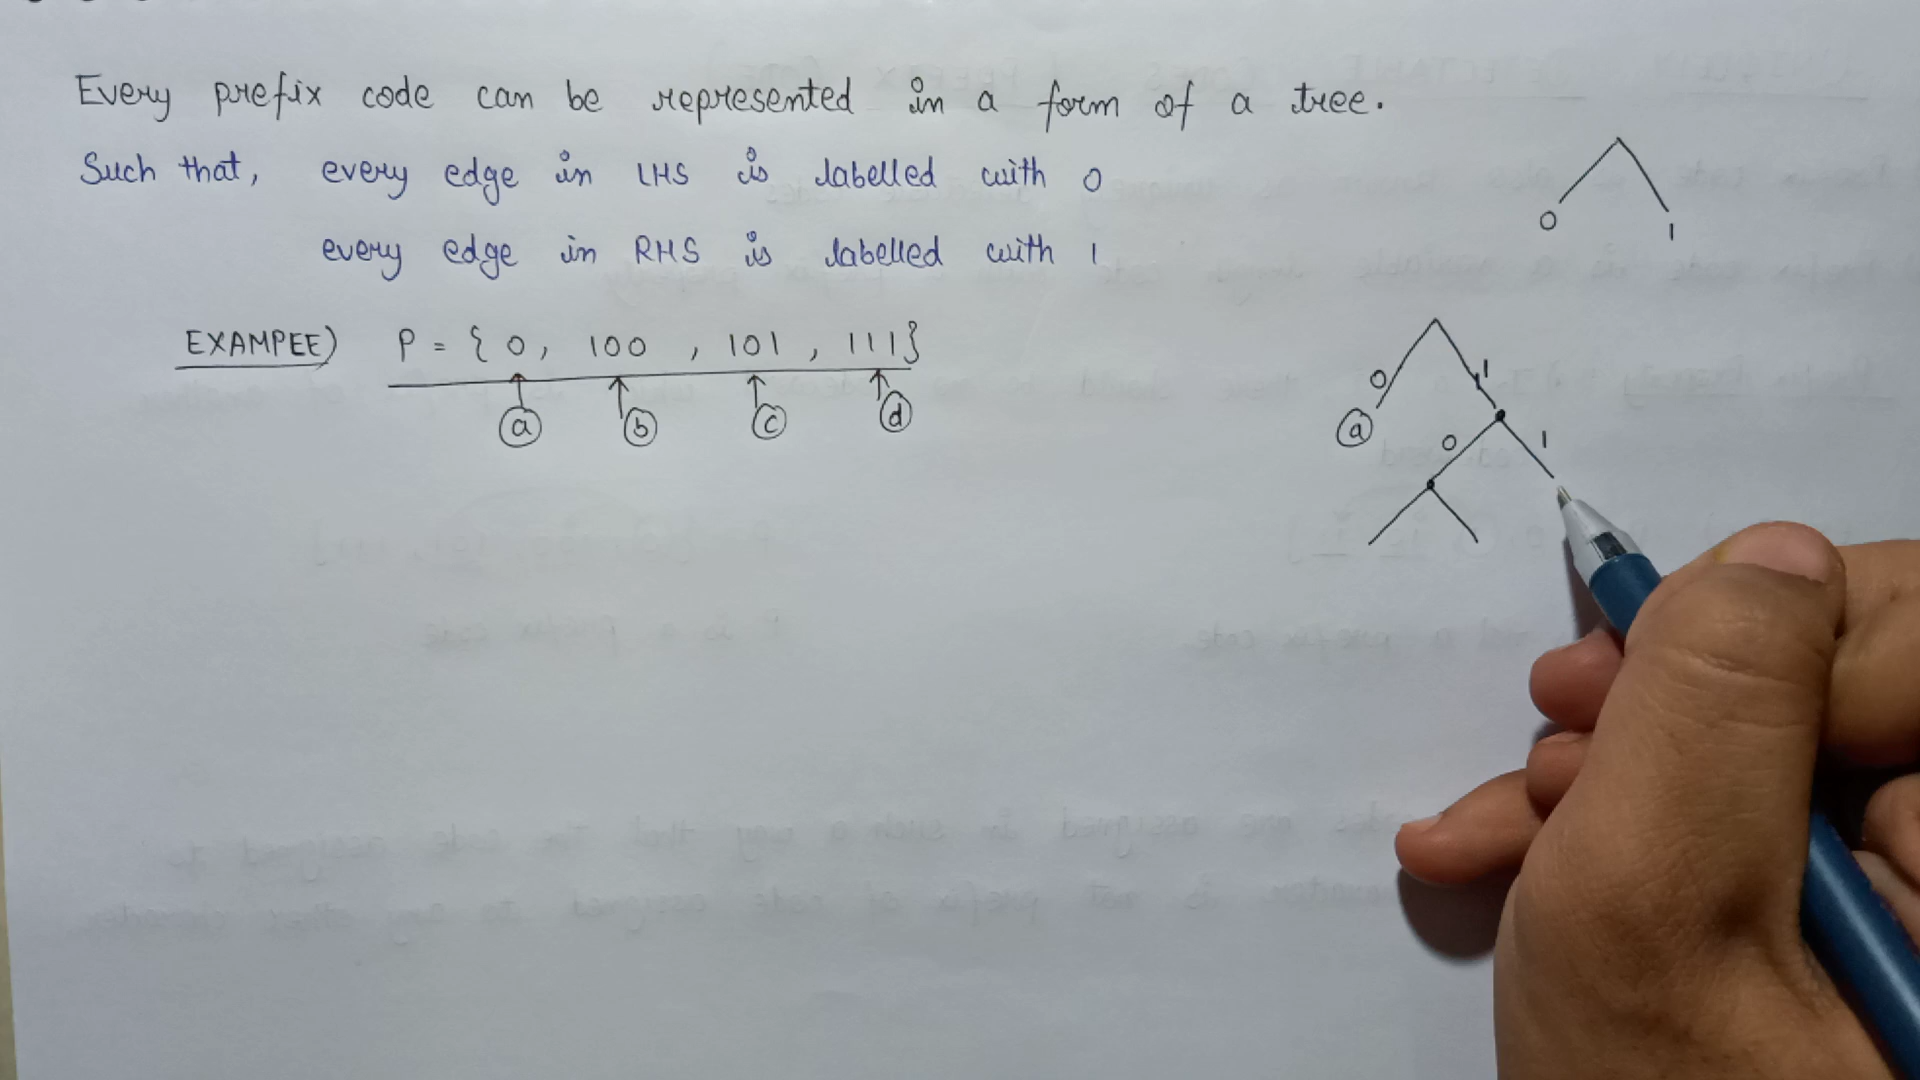 Every prefix code can be represented in a form of a tree.
Such that, every edge in LHS is labelled with 0
every edge in RHS is labelled with 1
0 1
EXAMPEE) P = { 0, 100 , 101 , 111}
a b c d
0 1
a 0 1